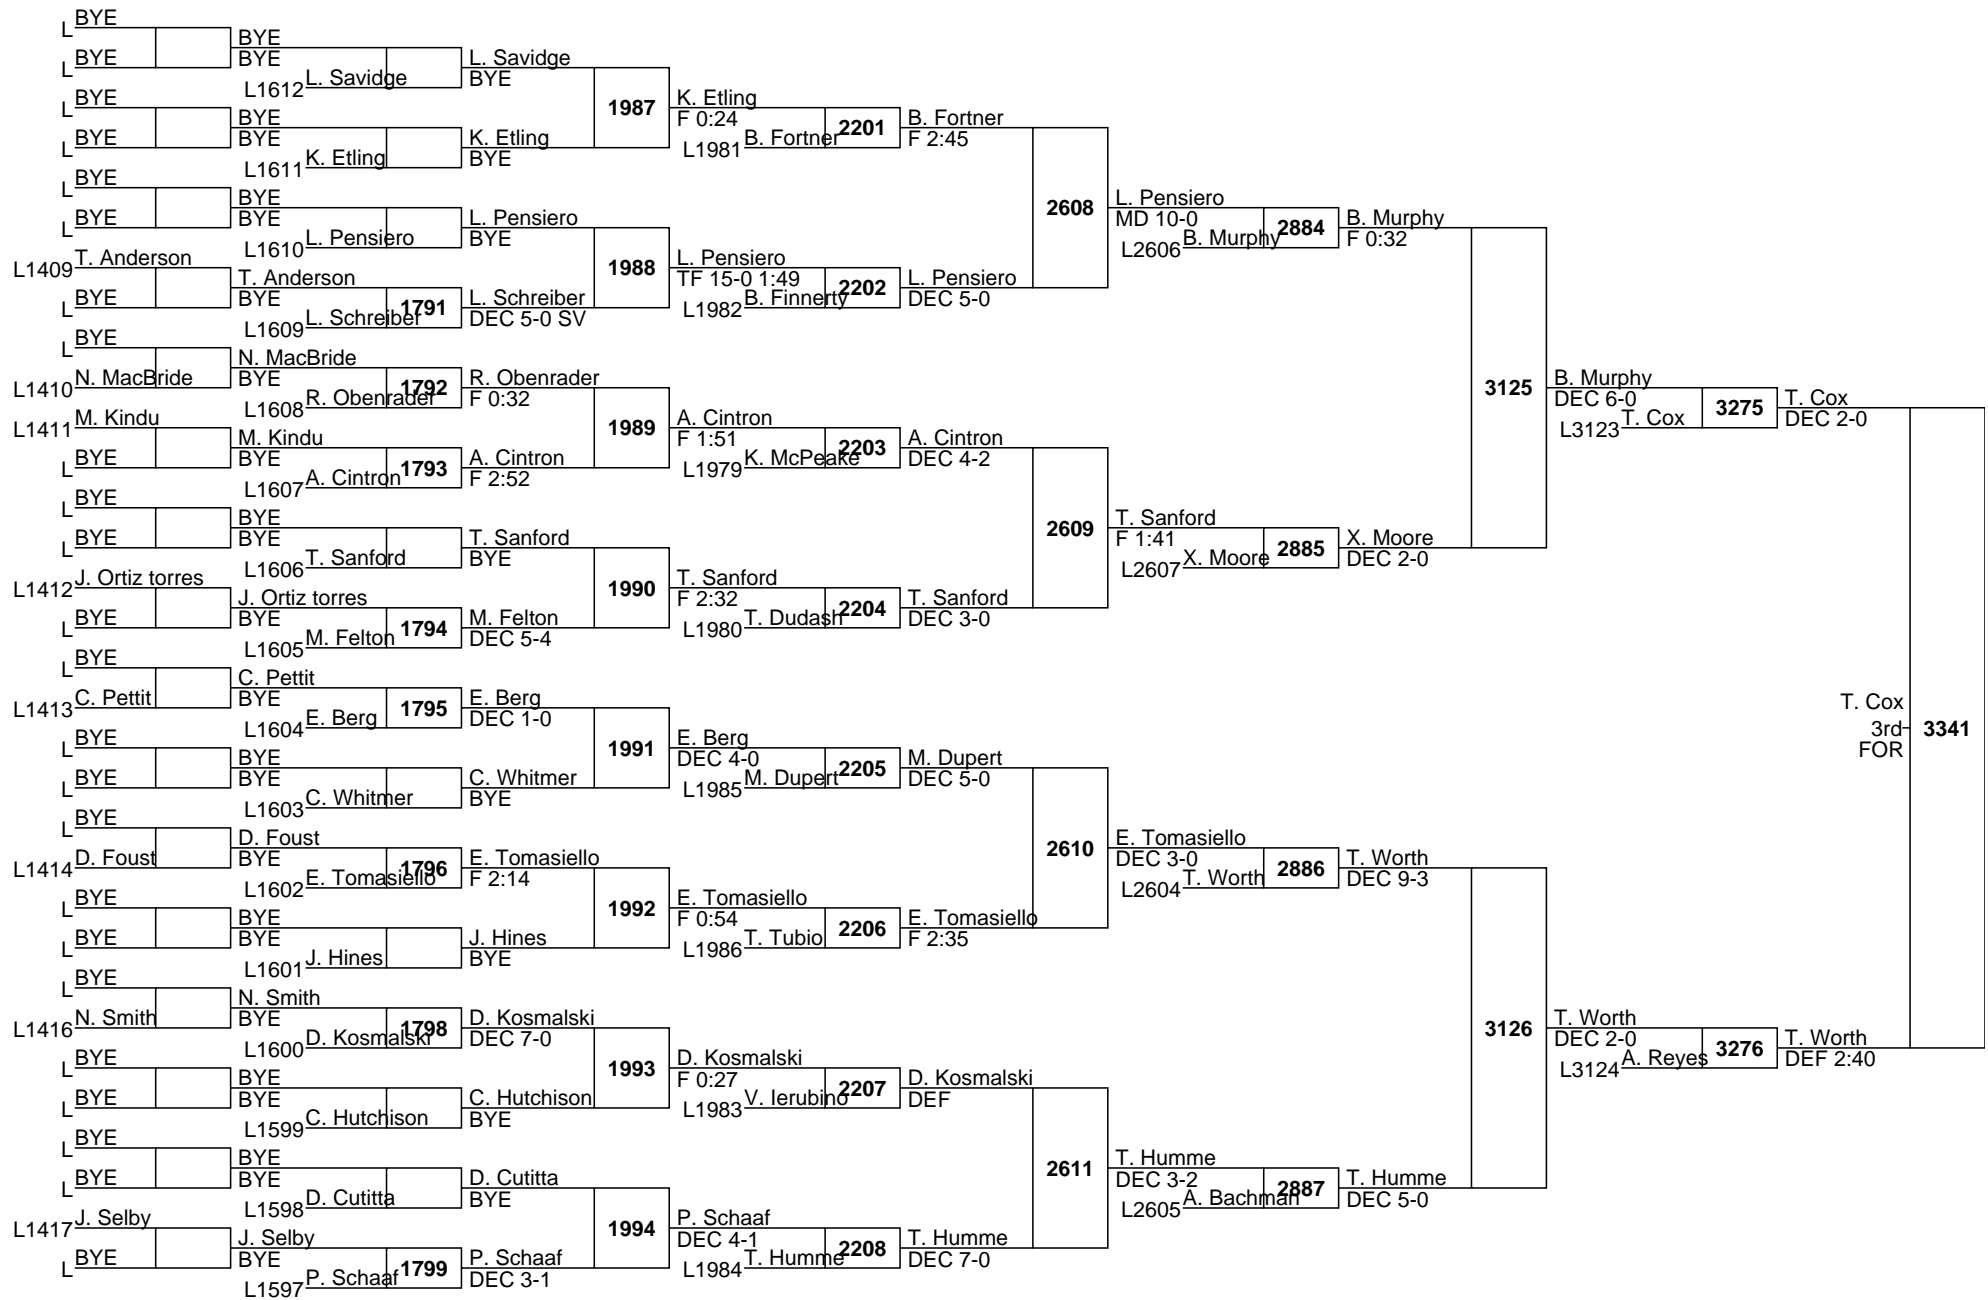 BYE
L
BYE
L
BYE
BYE
L1612 L. Savidge
L. Savidge
BYE
BYE
L
BYE
L
BYE
BYE
L1611 K. Etling
K. Etling
BYE
1987
K. Etling
F 0:24
L1981 B. Fortner
2201
B. Fortner
F 2:45
BYE
L
BYE
L
BYE
BYE
L1610 L. Pensiero
L. Pensiero
BYE
L1409 T. Anderson
BYE
L
T. Anderson
BYE
L1609 L. Schreiber
1791
L. Schreiber
DEC 5-0 SV
1988
L. Pensiero
TF 15-0 1:49
L1982 B. Finnerty
2202
L. Pensiero
DEC 5-0
2608
L. Pensiero
MD 10-0
L2606 B. Murphy
2884
B. Murphy
F 0:32
BYE
L
L1410 N. MacBride
N. MacBride
BYE
L1608 R. Obenrader
1792
R. Obenrader
F 0:32
L1411 M. Kindu
BYE
L
M. Kindu
BYE
L1607 A. Cintron
1793
A. Cintron
F 2:52
1989
A. Cintron
F 1:51
L1979 K. McPeake
2203
A. Cintron
DEC 4-2
BYE
L
BYE
L
BYE
BYE
L1606 T. Sanford
T. Sanford
BYE
L1412 J. Ortiz torres
BYE
L
J. Ortiz torres
BYE
L1605 M. Felton
1794
M. Felton
DEC 5-4
1990
T. Sanford
F 2:32
L1980 T. Dudash
2204
T. Sanford
DEC 3-0
2609
T. Sanford
F 1:41
L2607 X. Moore
2885
X. Moore
DEC 2-0
3125
B. Murphy
DEC 6-0
L3123 T. Cox
3275
T. Cox
DEC 2-0
BYE
L
L1413 C. Pettit
C. Pettit
BYE
L1604 E. Berg
1795
E. Berg
DEC 1-0
BYE
L
BYE
L
BYE
BYE
L1603 C. Whitmer
C. Whitmer
BYE
1991
E. Berg
DEC 4-0
L1985 M. Dupert
2205
M. Dupert
DEC 5-0
BYE
L
L1414 D. Foust
D. Foust
BYE
L1602 E. Tomasiello
1796
E. Tomasiello
F 2:14
BYE
L
BYE
L
BYE
BYE
L1601 J. Hines
J. Hines
BYE
1992
E. Tomasiello
F 0:54
L1986 T. Tubio
2206
E. Tomasiello
F 2:35
2610
E. Tomasiello
DEC 3-0
L2604 T. Worth
2886
T. Worth
DEC 9-3
BYE
L
L1416 N. Smith
N. Smith
BYE
L1600 D. Kosmalski
1798
D. Kosmalski
DEC 7-0
BYE
L
BYE
L
BYE
BYE
L1599 C. Hutchison
C. Hutchison
BYE
1993
D. Kosmalski
F 0:27
L1983 V. Ierubino
2207
D. Kosmalski
DEF
BYE
L
BYE
L
BYE
BYE
L1598 D. Cutitta
D. Cutitta
BYE
L1417 J. Selby
BYE
L
J. Selby
BYE
L1597 P. Schaaf
1799
P. Schaaf
DEC 3-1
1994
P. Schaaf
DEC 4-1
L1984 T. Humme
2208
T. Humme
DEC 7-0
2611
T. Humme
DEC 3-2
L2605 A. Bachman
2887
T. Humme
DEC 5-0
3126
T. Worth
DEC 2-0
L3124 A. Reyes
3276
T. Worth
DEF 2:40
T. Cox
3rd
FOR
3341